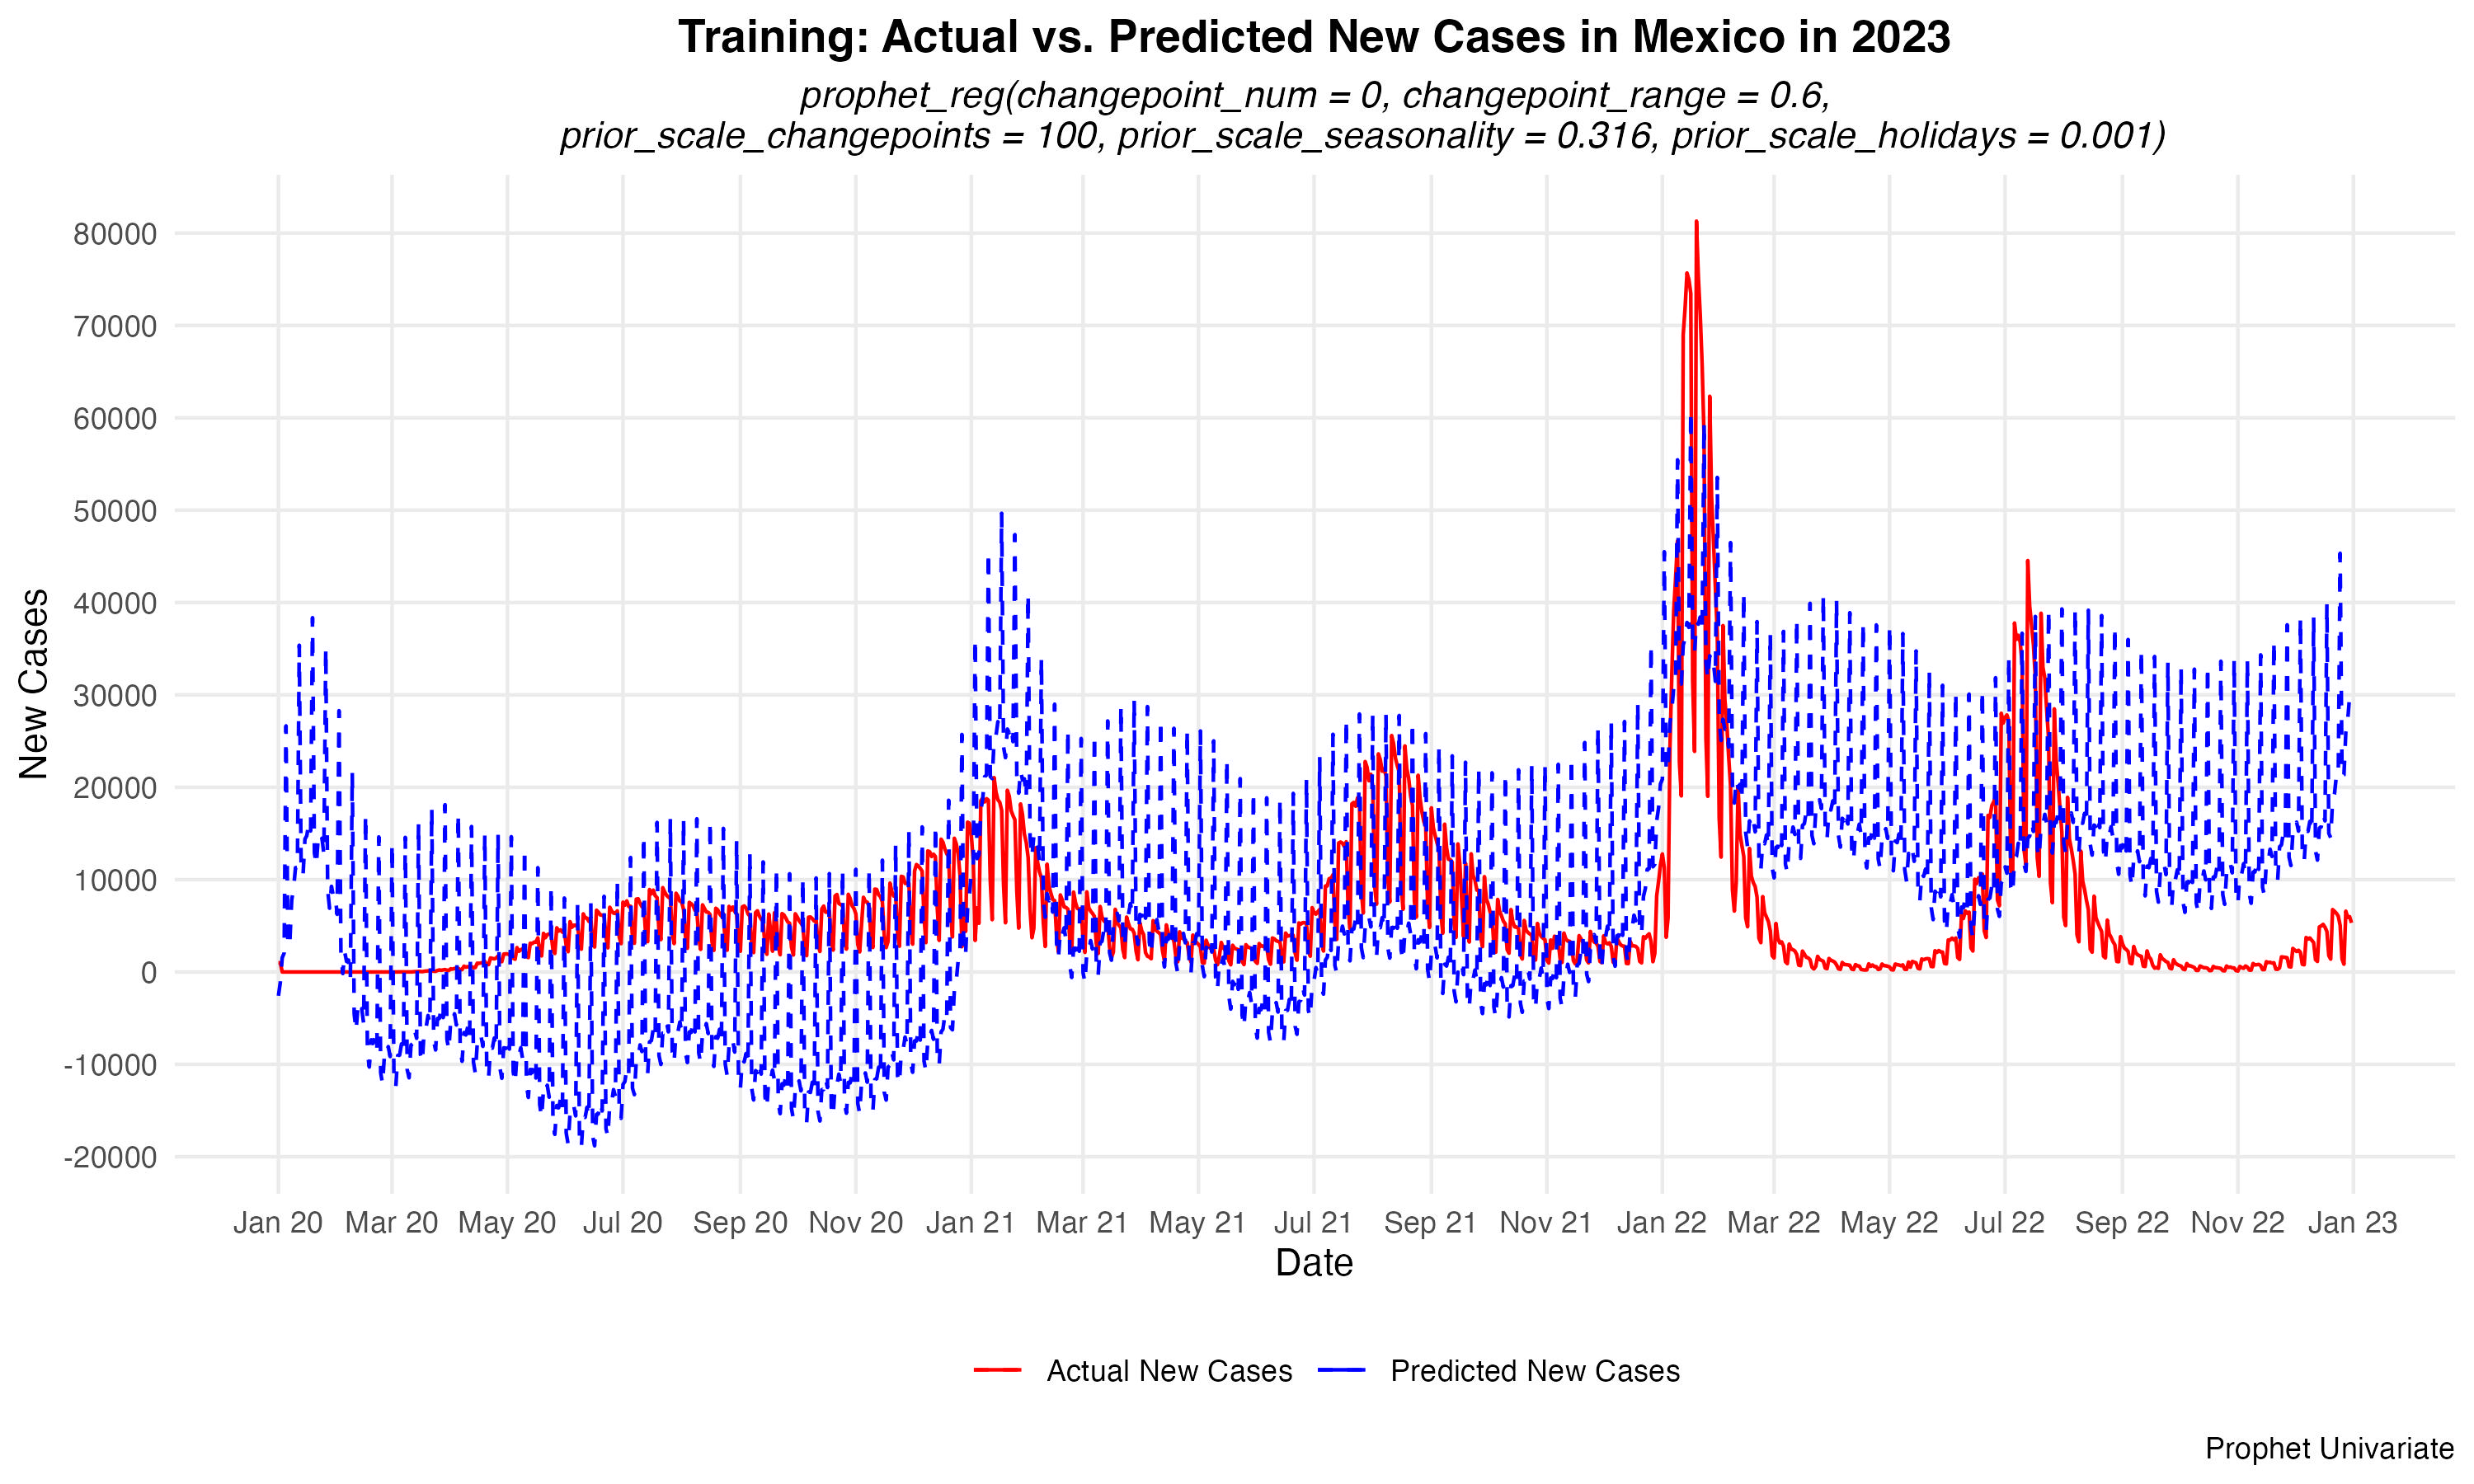 Training: Actual vs. Predicted New Cases in Mexico in 2023
prophet_reg(changepoint_num = 0, changepoint_range = 0.6,
prior_scale_changepoints = 100, prior_scale_seasonality = 0.316, prior_scale_holidays = 0.001)
New Cases
80000
70000
60000
50000
40000
30000
20000
10000
0
-10000
-20000
Jan 20 Mar 20 May 20 Jul 20 Sep 20 Nov 20 Jan 21 Mar 21 May 21 Jul 21 Sep 21 Nov 21 Jan 22 Mar 22 May 22 Jul 22 Sep 22 Nov 22 Jan 23
Date
Actual New Cases Predicted New Cases
Prophet Univariate